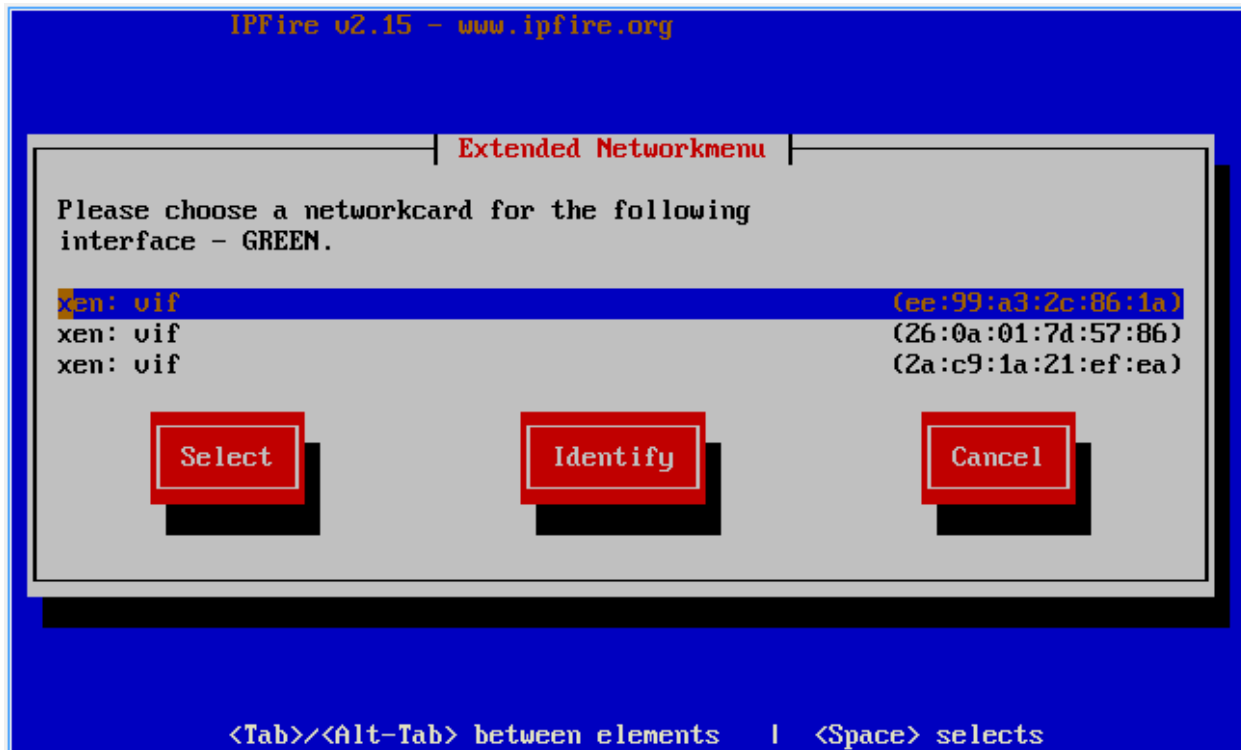 IPFire v2.15 - www.ipfire.org
Extended Networkmenu
Please choose a networkcard for the following
interface - GREEN.
xen: vif (ee:99:a3:2c:86:1a)
xen: vif (26:0a:01:7d:57:86)
xen: vif (2a:c9:1a:21:ef:ea)
Select Identify Cancel
<Tab>/<Alt-Tab> between elements | <Space> selects